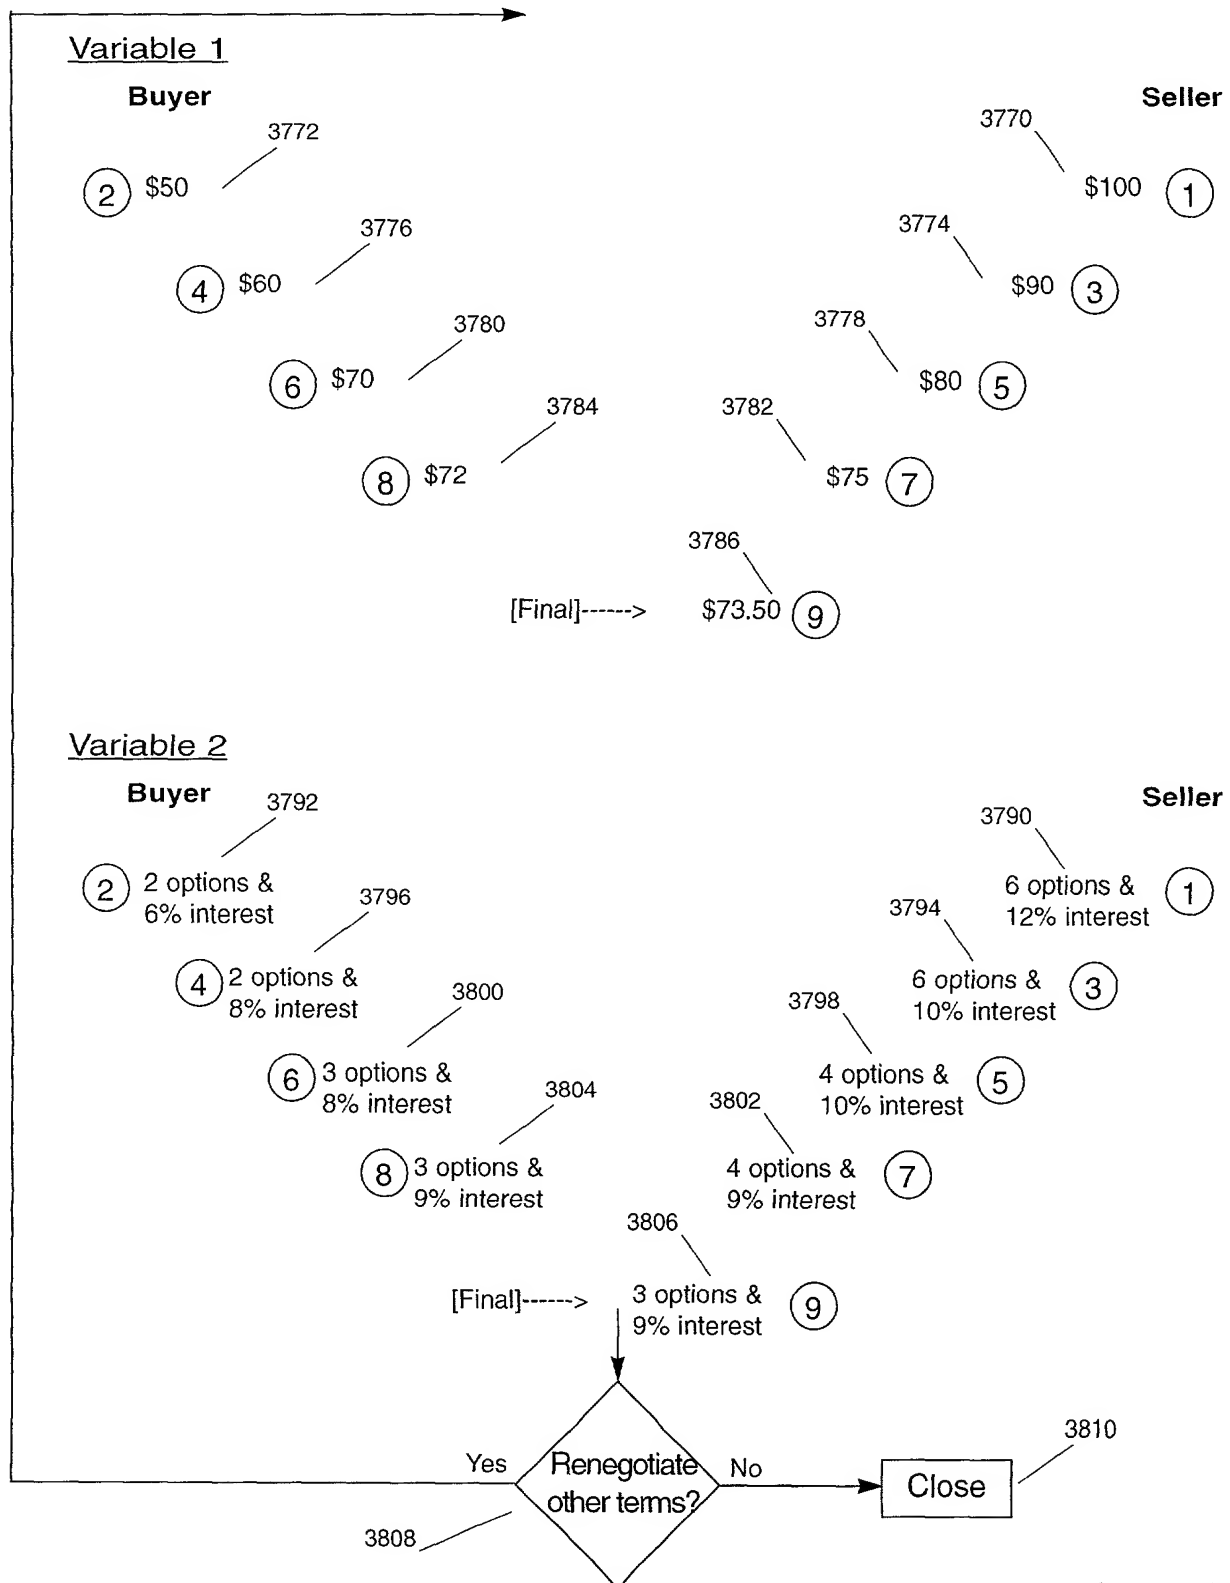 Variable 1
Buyer
Seller
3772
3770
2 $50
$100 1
3776
3774
4 $60
$90 3
3780
3778
6 $70
$80 5
3784
3782
8 $72
$75 7
3786
[Final]------>
$73.50 9
Variable 2
Buyer
Seller
3792
3790
2 2 options &
6% interest
6 options & 1
12% interest
3796
3794
4 2 options &
8% interest
6 options & 3
10% interest
3800
3798
6 3 options &
8% interest
4 options & 5
10% interest
3804
3802
8 3 options &
9% interest
4 options & 7
9% interest
3806
[Final]------>
3 options & 9
9% interest
Yes
Renegotiate
other terms?
No
Close
3810
3808